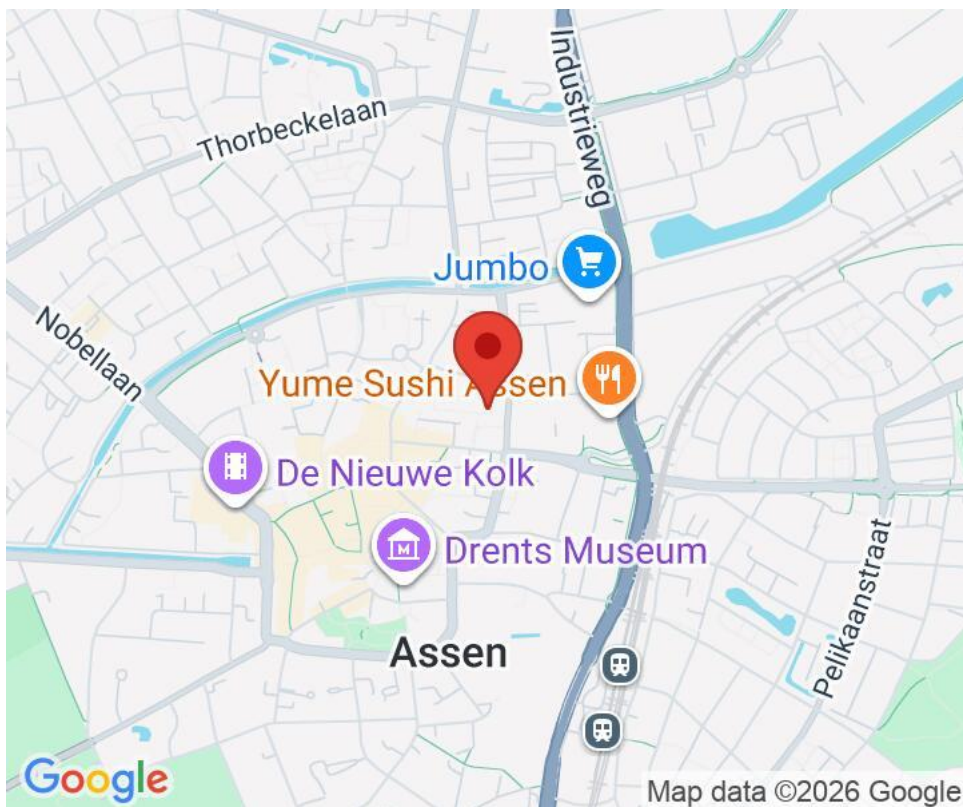 Industrieweg
Thorbeckelaan
Jumbo
Nobellaan
Yume Sushi Assen
De Nieuwe Kolk
Drents Museum
M
Pelikaanstraat
Assen
Google
Map data ©2026 Google